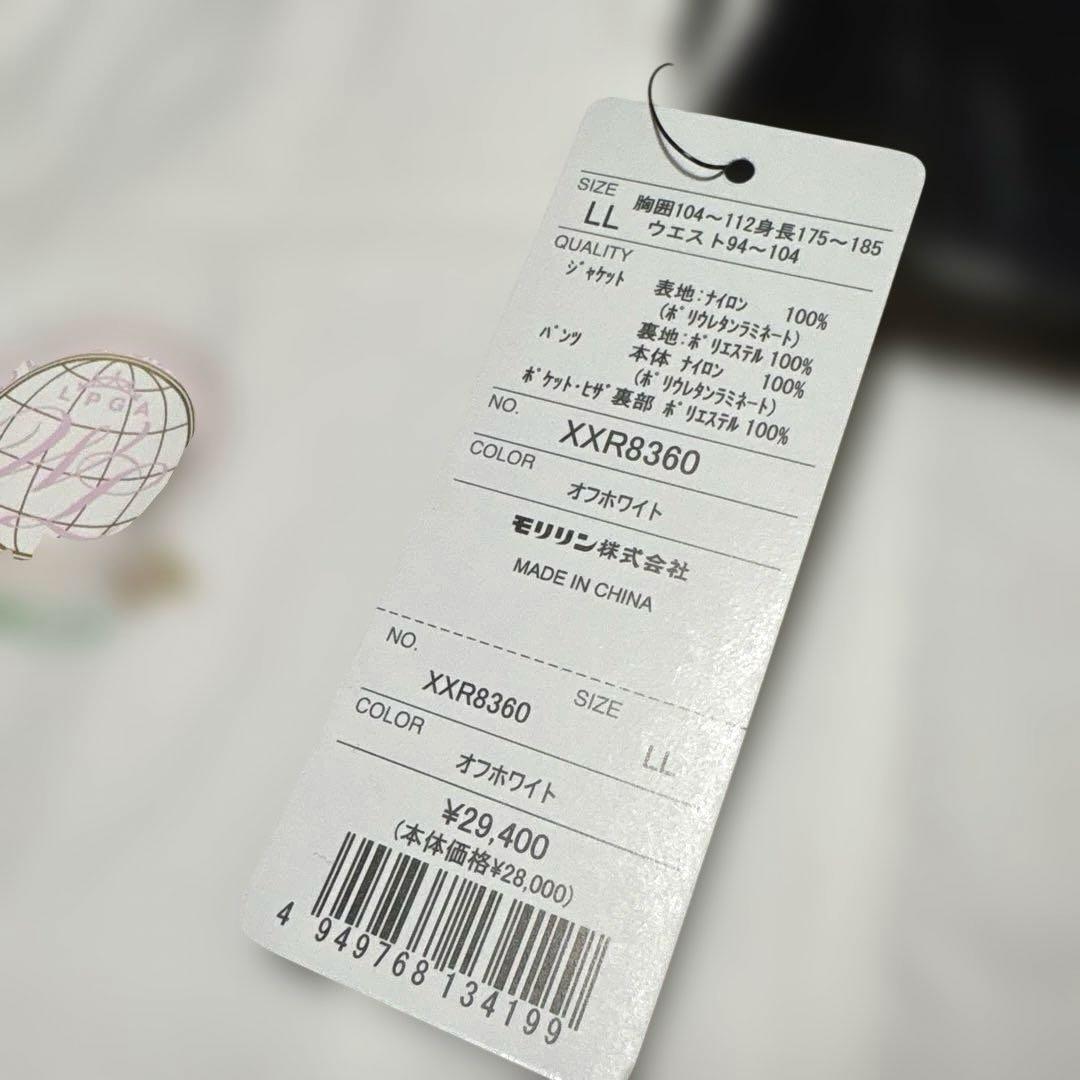 LPGA
SIZE
LL 胸囲104～112身長175～185
ウエスト94～104
QUALITY
ジャケット 表地:ナイロン 100%
(ポリウレタンラミネート)
裏地:ポリエステル 100%
パンツ 本体 ナイロン 100%
(ポリウレタンラミネート)
ポケット・ヒザ裏部 ポリエステル 100%
NO.
XXR8360
COLOR
オフホワイト
モリリン株式会社
MADE IN CHINA
NO.
XXR8360
SIZE
LL
COLOR
オフホワイト
¥29,400
(本体価格¥28,000)
4 949768 134199